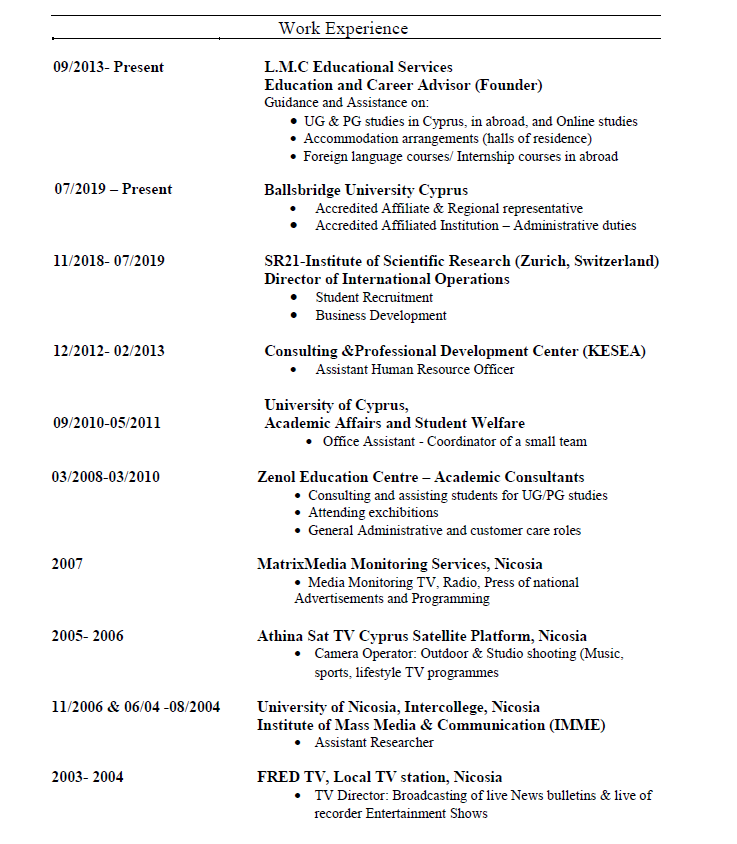 Work Experience
09/2013- Present L.M.C Educational Services
Education and Career Advisor (Founder)
Guidance and Assistance on:
• UG & PG studies in Cyprus, in abroad, and Online studies
• Accommodation arrangements (halls of residence)
• Foreign language courses/ Internship courses in abroad
07/2019 – Present Ballsbridge University Cyprus
• Accredited Affiliate & Regional representative
• Accredited Affiliated Institution – Administrative duties
11/2018- 07/2019 SR21-Institute of Scientific Research (Zurich, Switzerland)
Director of International Operations
• Student Recruitment
• Business Development
12/2012- 02/2013 Consulting &Professional Development Center (KESEA)
• Assistant Human Resource Officer
University of Cyprus,
09/2010-05/2011 Academic Affairs and Student Welfare
• Office Assistant - Coordinator of a small team
03/2008-03/2010 Zenol Education Centre – Academic Consultants
• Consulting and assisting students for UG/PG studies
• Attending exchibitions
• General Administrative and customer care roles
2007 MatrixMedia Monitoring Services, Nicosia
• Media Monitoring TV, Radio, Press of national
Advertisements and Programming
2005- 2006 Athina Sat TV Cyprus Satellite Platform, Nicosia
• Camera Operator: Outdoor & Studio shooting (Music,
sports, lifestyle TV programmes
11/2006 & 06/04 -08/2004 University of Nicosia, Intercollege, Nicosia
Institute of Mass Media & Communication (IMME)
• Assistant Researcher
2003- 2004 FRED TV, Local TV station, Nicosia
• TV Director: Broadcasting of live News bulletins & live of
recorder Entertainment Shows